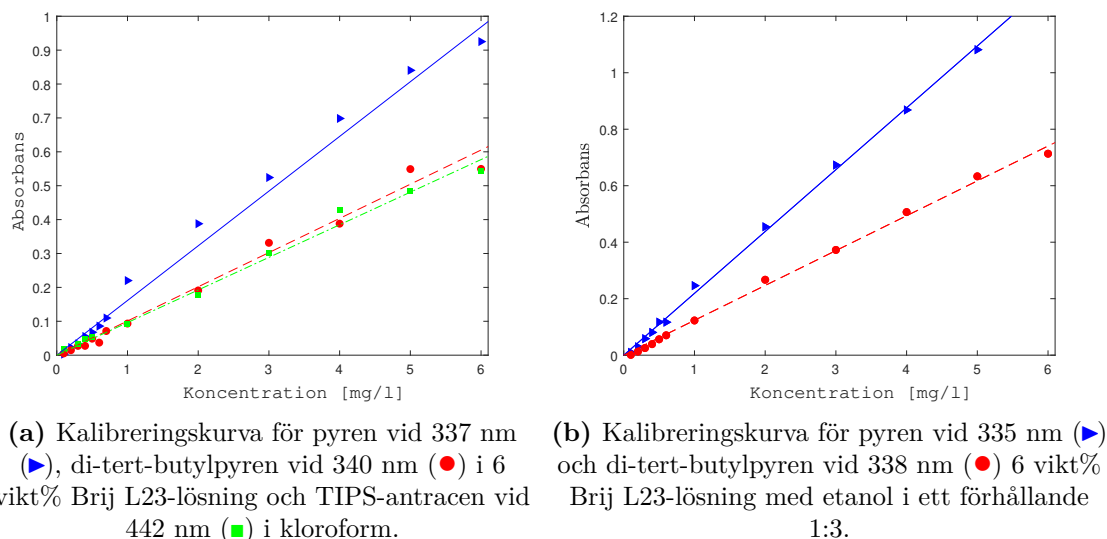 1
0.9
0.8
0.7
0.6
0.5
0.4
0.3
0.2
0.1
0
Absorbans
0 1 2 3 4 5 6
Koncentration [mg/l]
1.2
1
0.8
0.6
0.4
0.2
0
Absorbans
0 1 2 3 4 5 6
Koncentration [mg/l]
(a) Kalibreringskurva för pyren vid 337 nm
(▶), di-tert-butylpyren vid 340 nm (●) i 6
vikt% Brij L23-lösning och TIPS-antracen vid
442 nm (■) i kloroform.
(b) Kalibreringskurva för pyren vid 335 nm (▶)
och di-tert-butylpyren vid 338 nm (●) 6 vikt%
Brij L23-lösning med etanol i ett förhållande
1:3.